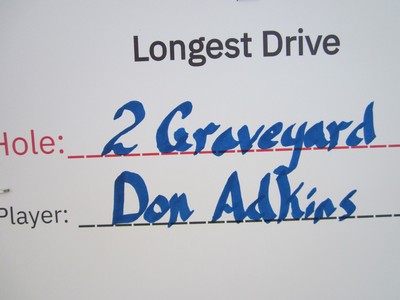 Longest Drive
Hole: 2 Graveyard
Player: Don Adkins